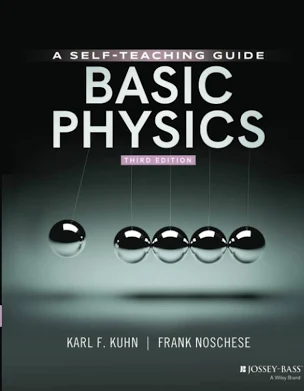 A SELF-TEACHING GUIDE
BASIC
PHYSICS
THIRD EDITION
KARL F. KUHN | FRANK NOSCHESE
JOSSEY-BASS
A Wiley Brand